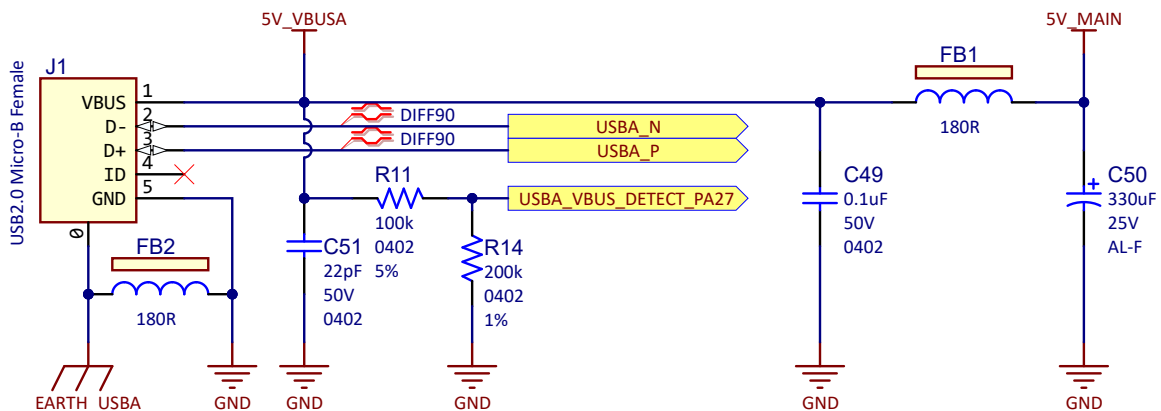 5V_VBUSA
5V_MAIN
J1
USB2.0 Micro-B Female
VBUS
1
D-
2
D+
3
ID
4
GND
5
0
DIFF90
DIFF90
USBA_N
USBA_P
USBA_VBUS_DETECT_PA27
FB1
180R
R11
100k
0402
5%
C49
0.1uF
50V
0402
C50
330uF
25V
AL-F
+
FB2
180R
C51
22pF
50V
0402
R14
200k
0402
1%
EARTH_USBA
GND
GND
GND
GND
GND